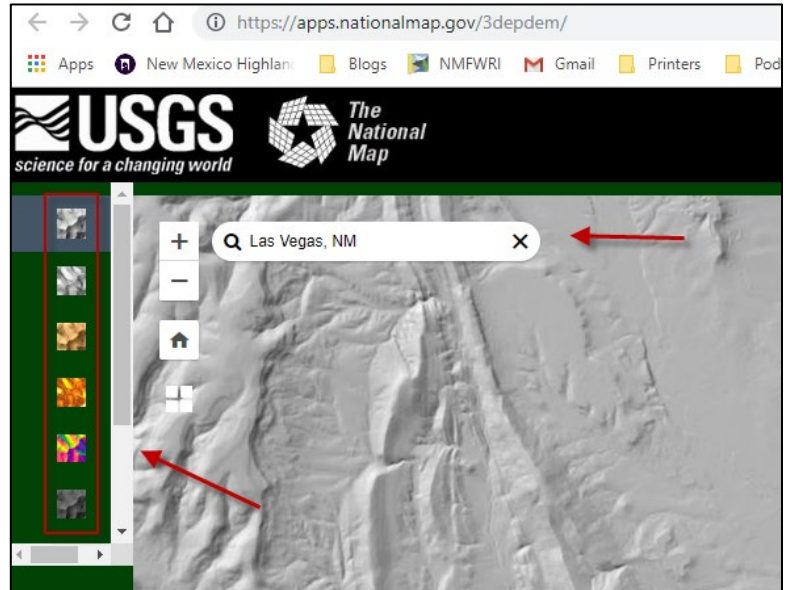 https://apps.nationalmap.gov/3depdem/
Apps New Mexico Highlan Blogs NMFWRI Gmail Printers Pod
USGS
science for a changing world
The
National
Map
+
Las Vegas, NM
−